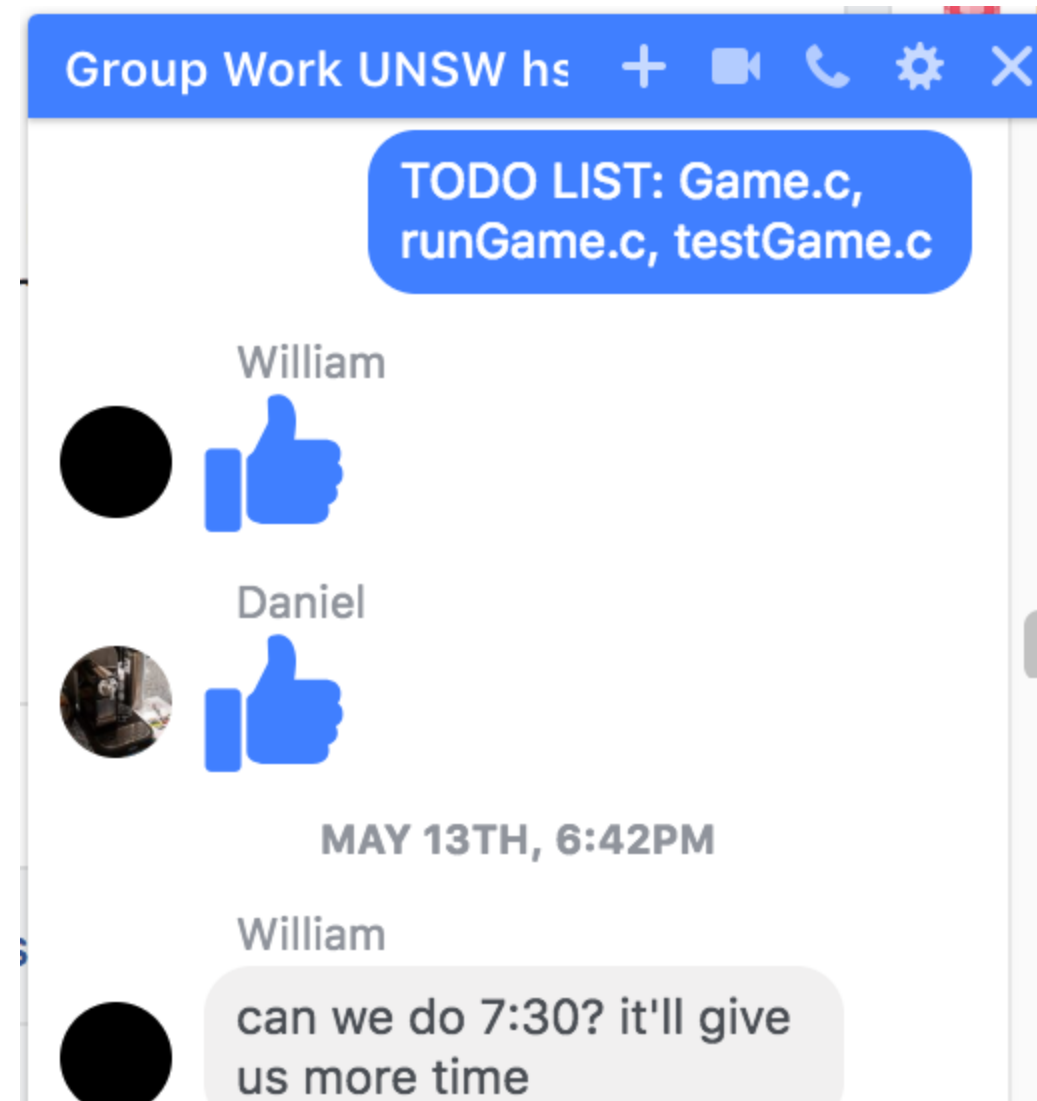 Group Work UNSW hs
TODO LIST: Game.c,
runGame.c, testGame.c
William
Daniel
MAY 13TH, 6:42PM
William
can we do 7:30? it'll give
us more time